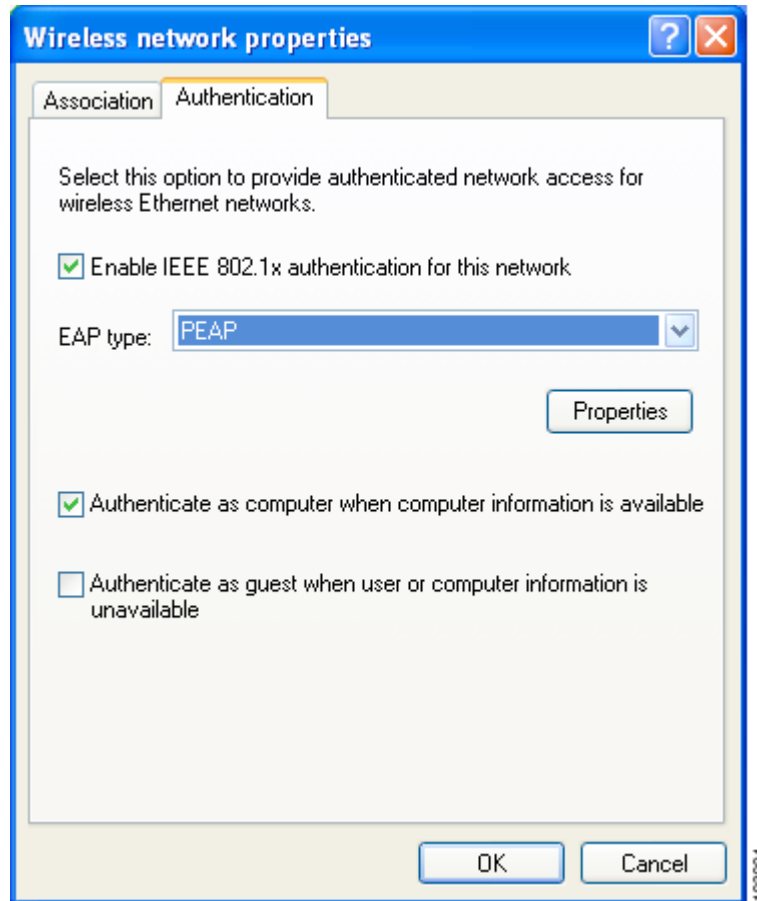 Wireless network properties
Association
Authentication
Select this option to provide authenticated network access for
wireless Ethernet networks.
Enable IEEE 802.1x authentication for this network
EAP type:
PEAP
Properties
Authenticate as computer when computer information is available
Authenticate as guest when user or computer information is
unavailable
OK
Cancel